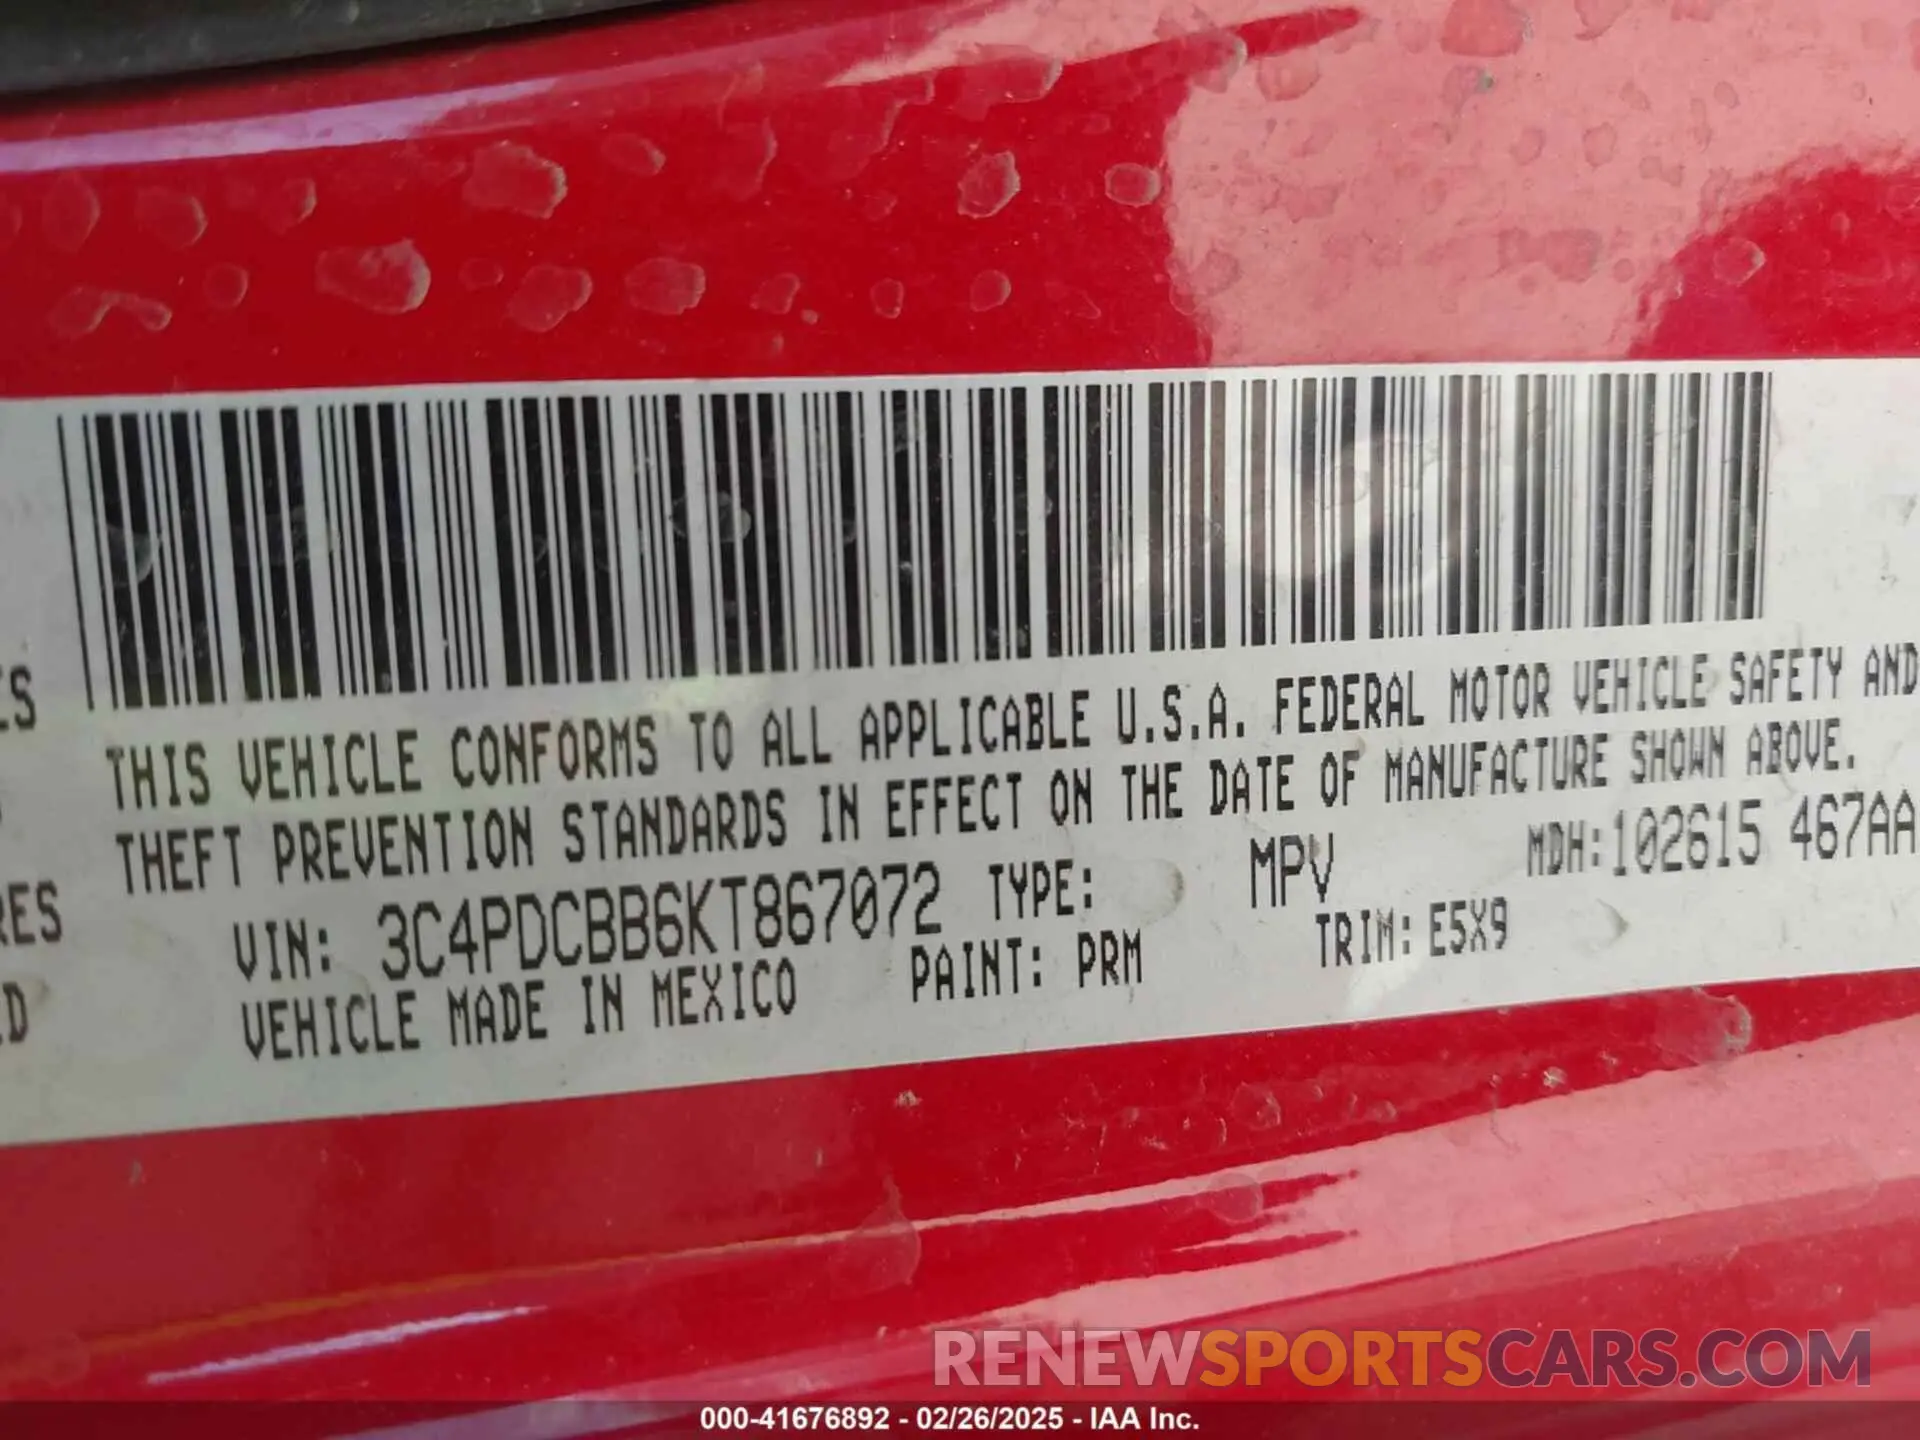 ES
RES
THIS VEHICLE CONFORMS TO ALL APPLICABLE U.S.A. FEDERAL MOTOR VEHICLE SAFETY AND
THEFT PREVENTION STANDARDS IN EFFECT ON THE DATE OF MANUFACTURE SHOWN ABOVE.
VIN: 3C4PDCBB6KT867072 TYPE: MPV MDH:102615 467AA
VEHICLE MADE IN MEXICO PAINT: PRM TRIM: E5X9
RENEWSPORTSCARS.COM
000-41676892 - 02/26/2025 - IAA Inc.